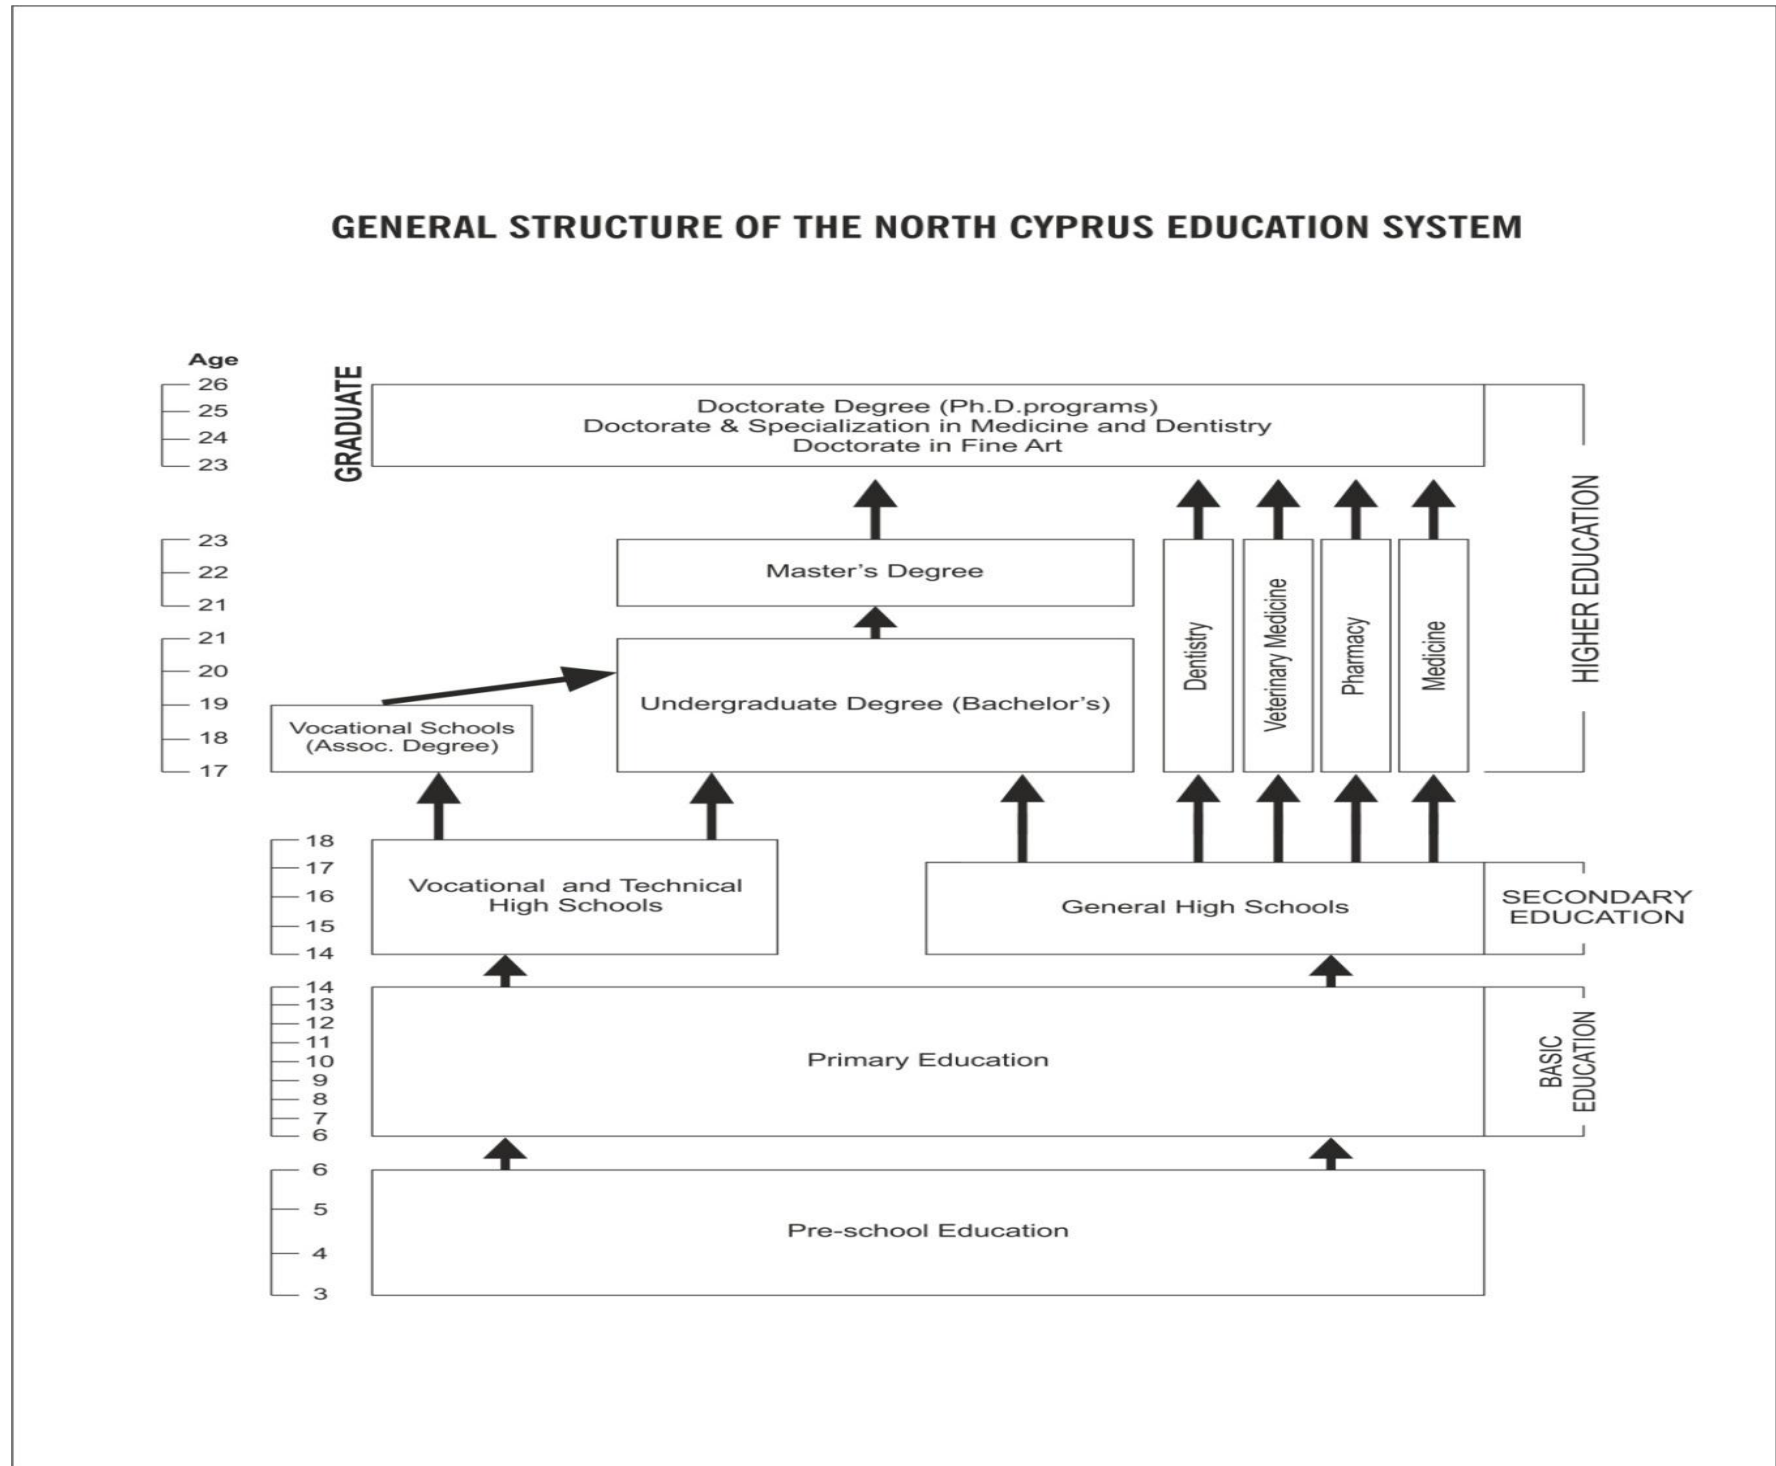 GENERAL STRUCTURE OF THE NORTH CYPRUS EDUCATION SYSTEM
Age
26
25
24
23
GRADUATE
Doctorate Degree (Ph.D.programs)
Doctorate & Specialization in Medicine and Dentistry
Doctorate in Fine Art
HIGHER EDUCATION
23
22
21
Master's Degree
21
20
19
18
17
Vocational Schools
(Assoc. Degree)
Undergraduate Degree (Bachelor's)
Dentistry
Veterinary Medicine
Pharmacy
Medicine
18
17
16
15
14
Vocational and Technical
High Schools
General High Schools
SECONDARY
EDUCATION
14
13
12
11
10
9
8
7
6
Primary Education
BASIC
EDUCATION
6
5
4
3
Pre-school Education